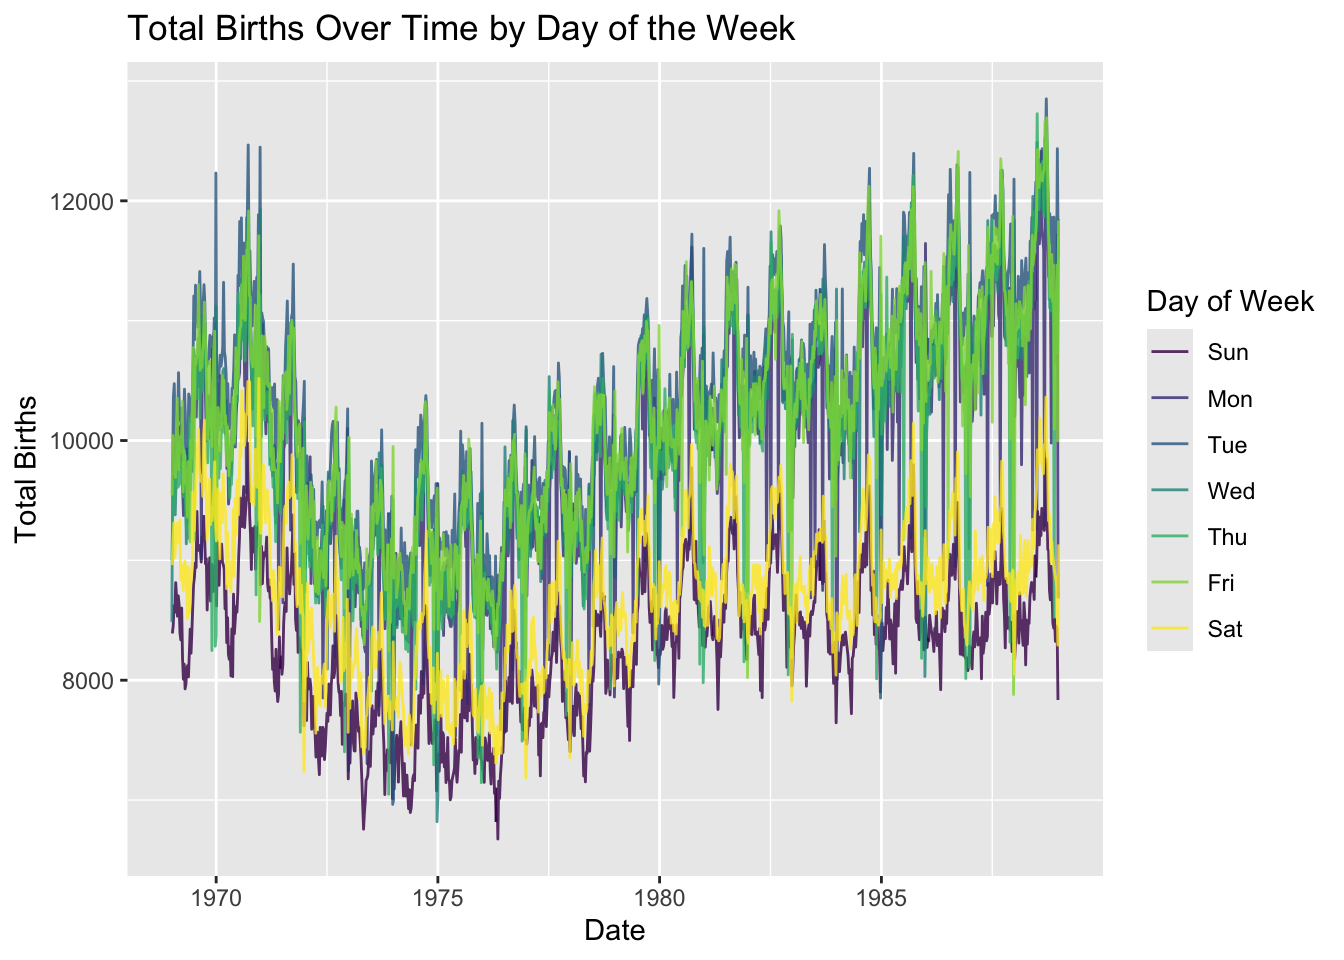 Total Births Over Time by Day of the Week
Total Births
12000
10000
8000
1970
1975
1980
1985
Date
Day of Week
Sun
Mon
Tue
Wed
Thu
Fri
Sat